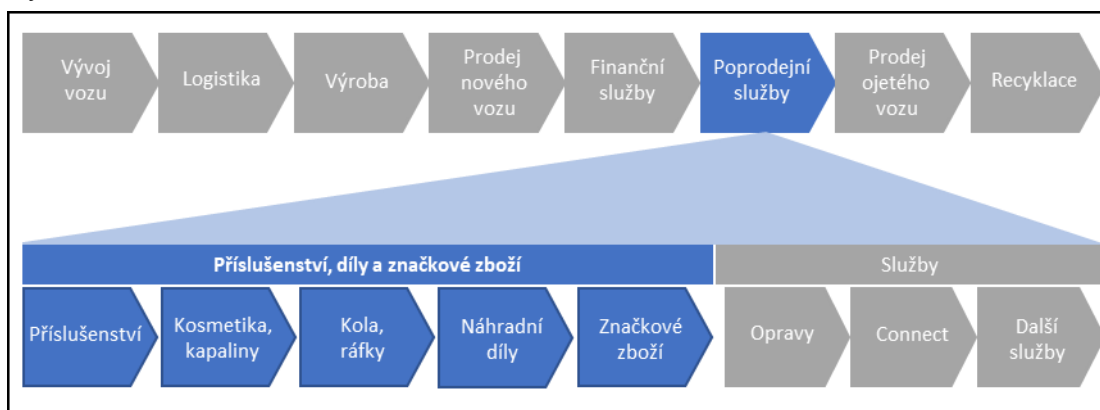 Vývoj
vozu
Logistika
Výroba
Prodej
nového
vozu
Finanční
služby
Poprodejní
služby
Prodej
ojetého
vozu
Recyklace
Příslušenství, díly a značkové zboží
Služby
Příslušenství
Kosmetika,
kapaliny
Kola,
ráfky
Náhradní
díly
Značkové
zboží
Opravy
Connect
Další
služby